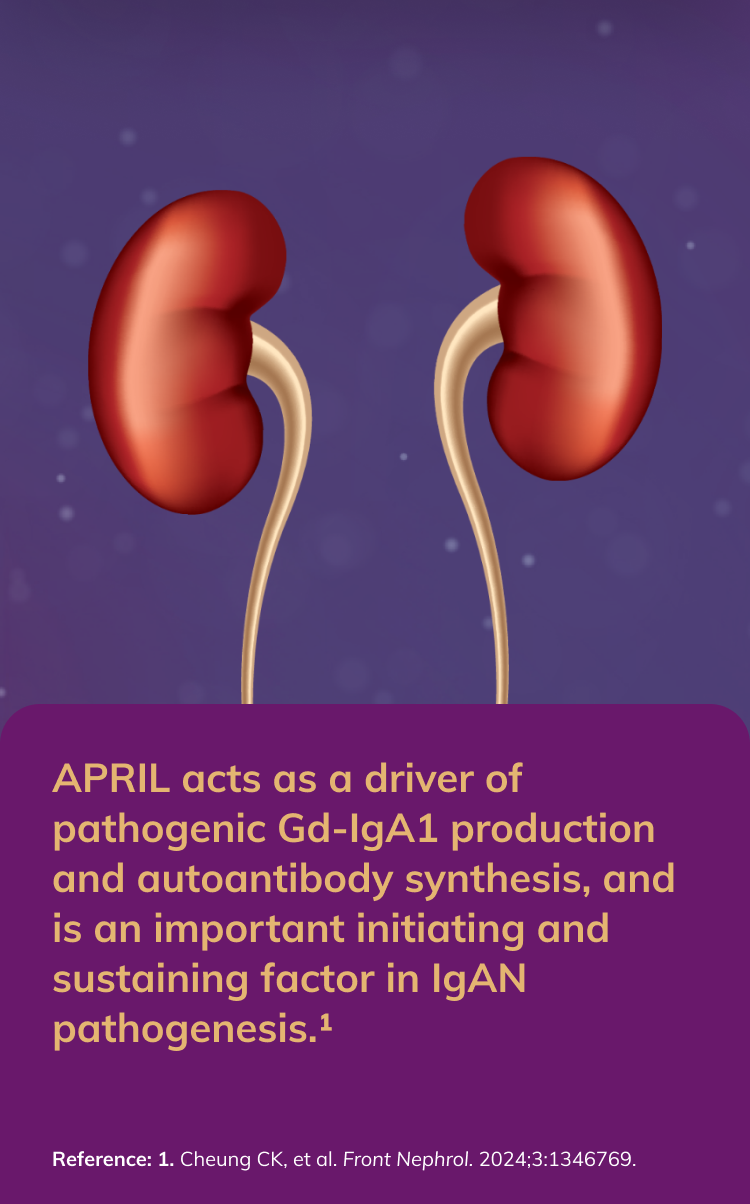 APRIL acts as a driver of
pathogenic Gd-IgA1 production
and autoantibody synthesis, and
is an important initiating and
sustaining factor in IgAN
pathogenesis.¹
Reference: 1. Cheung CK, et al. Front Nephrol. 2024;3:1346769.